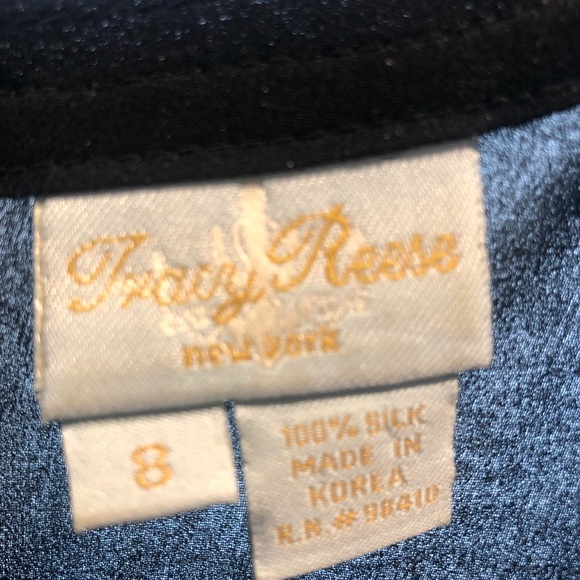 Tracy Reese
new york
8
100% SILK
MADE IN
KOREA
R.N.# 98410